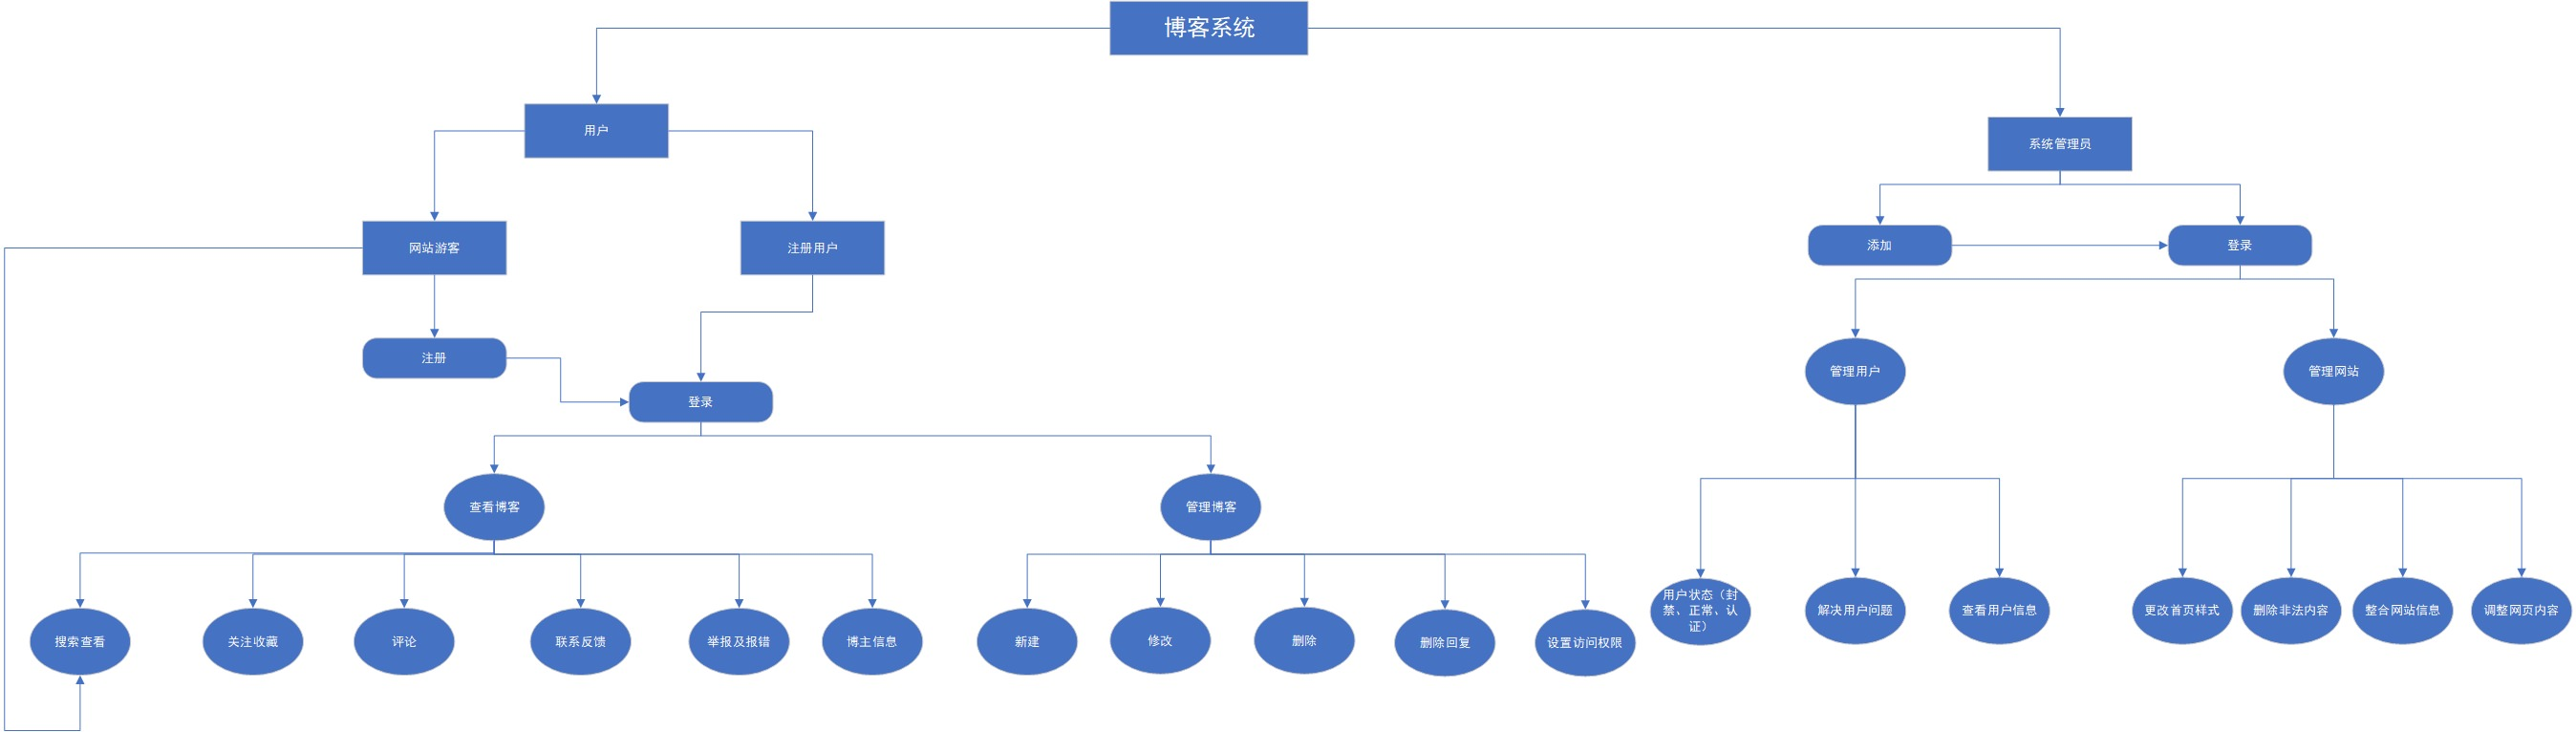 博客系统
用户
系统管理员
网站游客
注册用户
添加
登录
注册
登录
管理用户
管理网站
查看博客
管理博客
搜索查看
关注收藏
评论
联系反馈
举报及报错
博主信息
新建
修改
删除
删除回复
设置访问权限
用户状态（封
禁、正常、认
证）
解决用户问题
查看用户信息
更改首页样式
删除非法内容
整合网站信息
调整网页内容